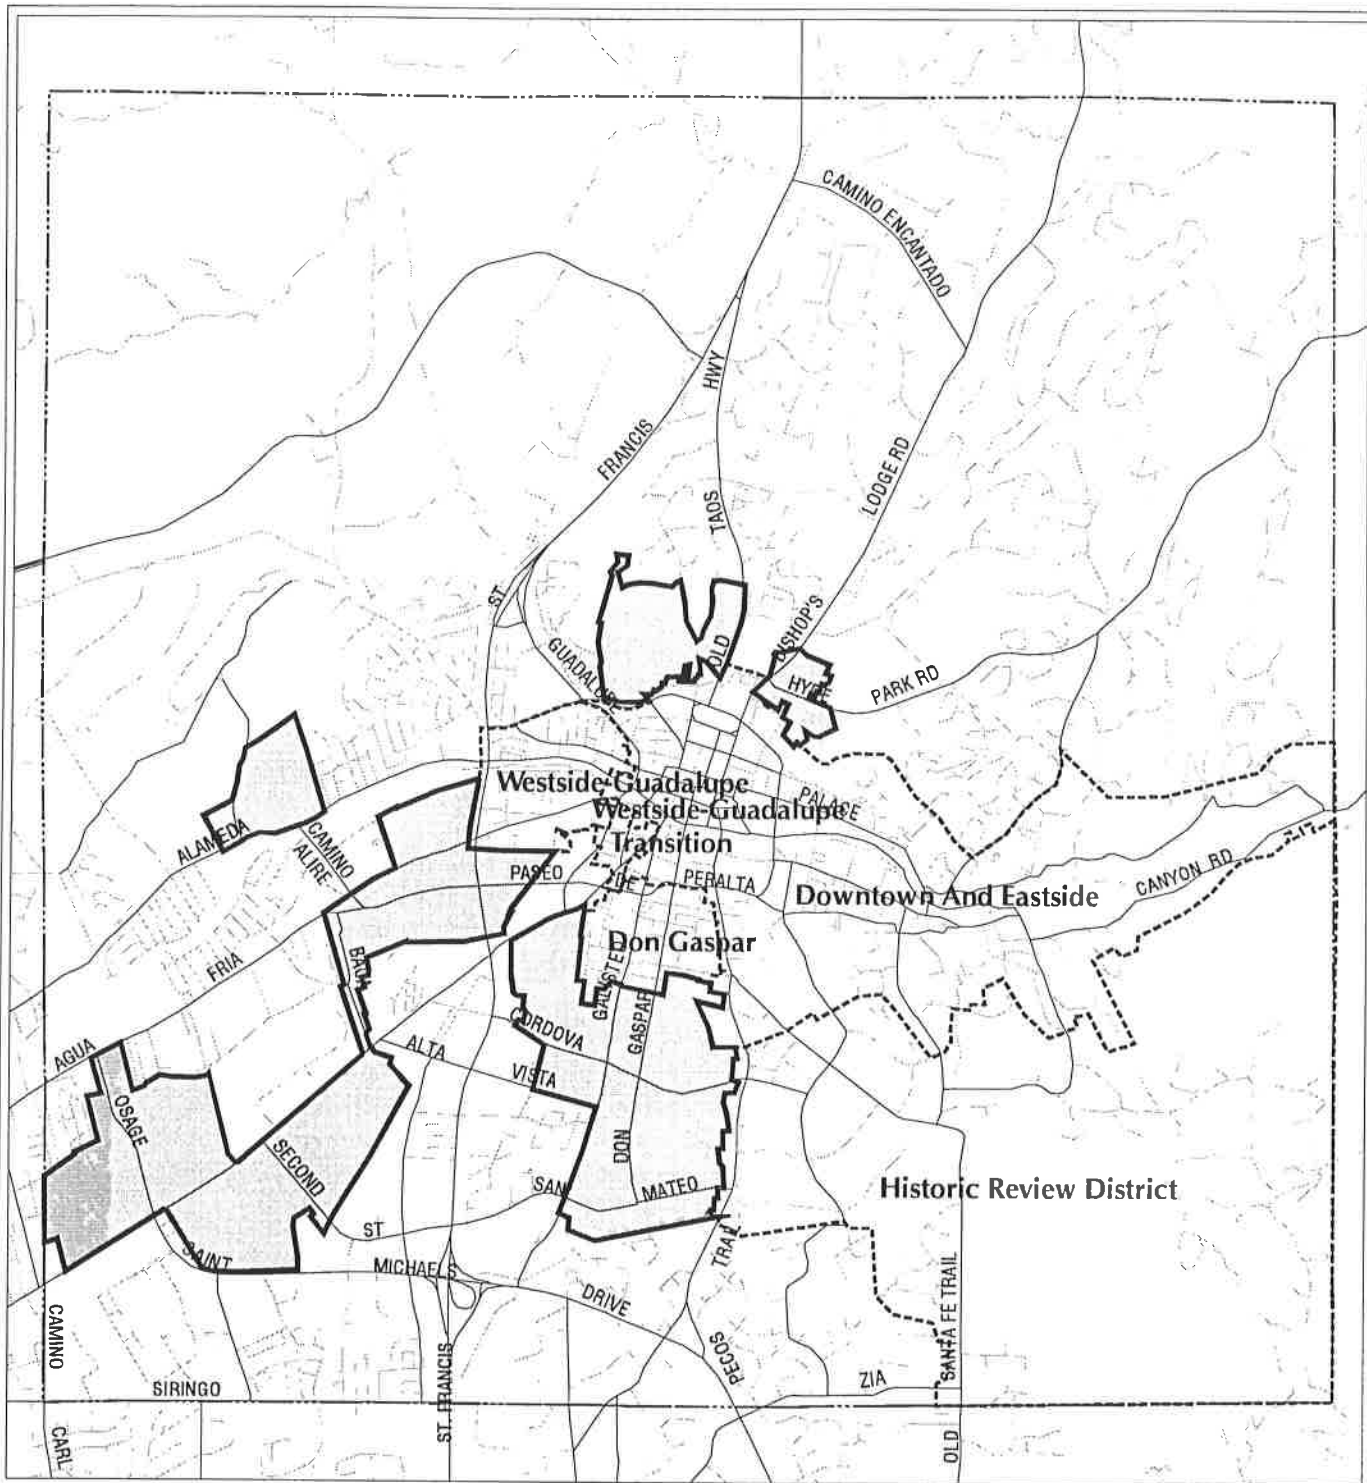 CAMINO ENCANTADO
HWY
FRANCIS
LODGE RD
TAOS
ST.
BISHOP'S
OLD
GUADALUP
HYDE
PARK RD
Westside-Guadalupe
PALACE
Westside-Guadalupe
Transition
ALAMEDA
CAMINO
ALIRE
PASEO
DE
PERALTA
CANYON RD
Downtown And Eastside
Don Gaspar
FRIA
BACA
GALISTEO
GASPAR
CORDOVA
AGUA
ALTA
VISTA
OSAGE
SECOND
DON
SAN
MATEO
Historic Review District
ST
TRAIL
SAINT
MICHAELS
DRIVE
SANTA FE TRAIL
CAMINO
ST. FRANCIS
PECOS
ZIA
SIRINGO
CARL
OLD